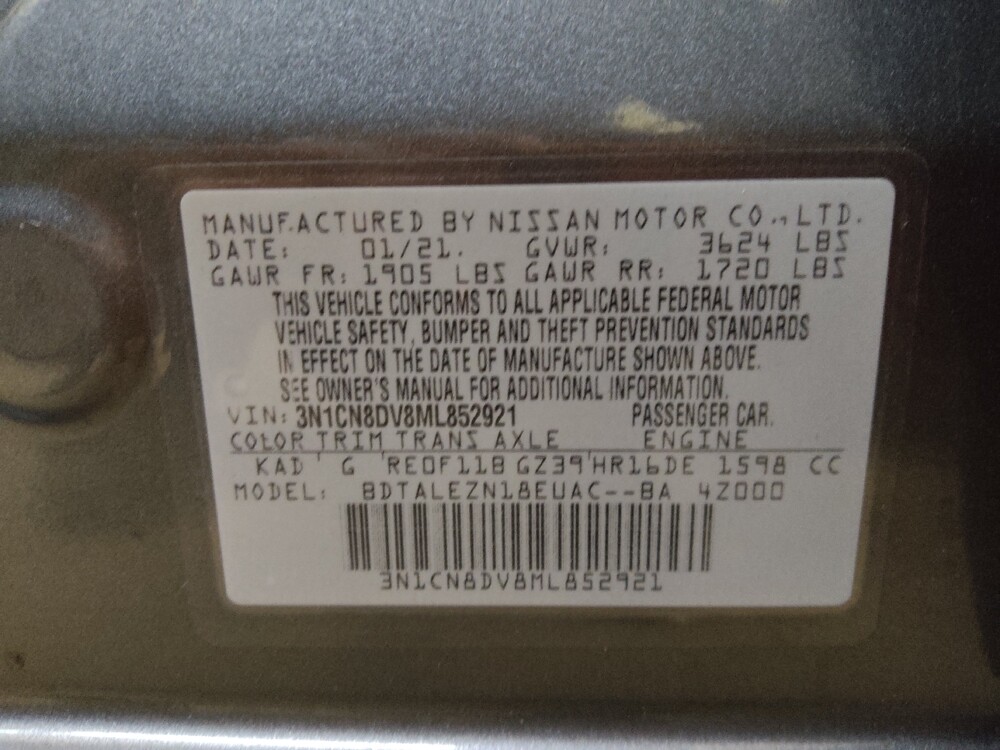 MANUFACTURED BY NISSAN MOTOR CO., LTD.
DATE: 01/21. GVWR: 3624 LBS
GAWR FR: 1905 LBS GAWR RR: 1720 LBS
THIS VEHICLE CONFORMS TO ALL APPLICABLE FEDERAL MOTOR
VEHICLE SAFETY, BUMPER AND THEFT PREVENTION STANDARDS
IN EFFECT ON THE DATE OF MANUFACTURE SHOWN ABOVE.
SEE OWNER'S MANUAL FOR ADDITIONAL INFORMATION.
VIN: 3N1CN8DV8ML852921 PASSENGER CAR.
COLOR TRIM TRANS AXLE ENGINE
KAD G RE0F11B GZ39 HR16DE 1598 CC
MODEL: BDTALEZN18EUAC--BA 4Z000
3N1CN8DV8ML852921